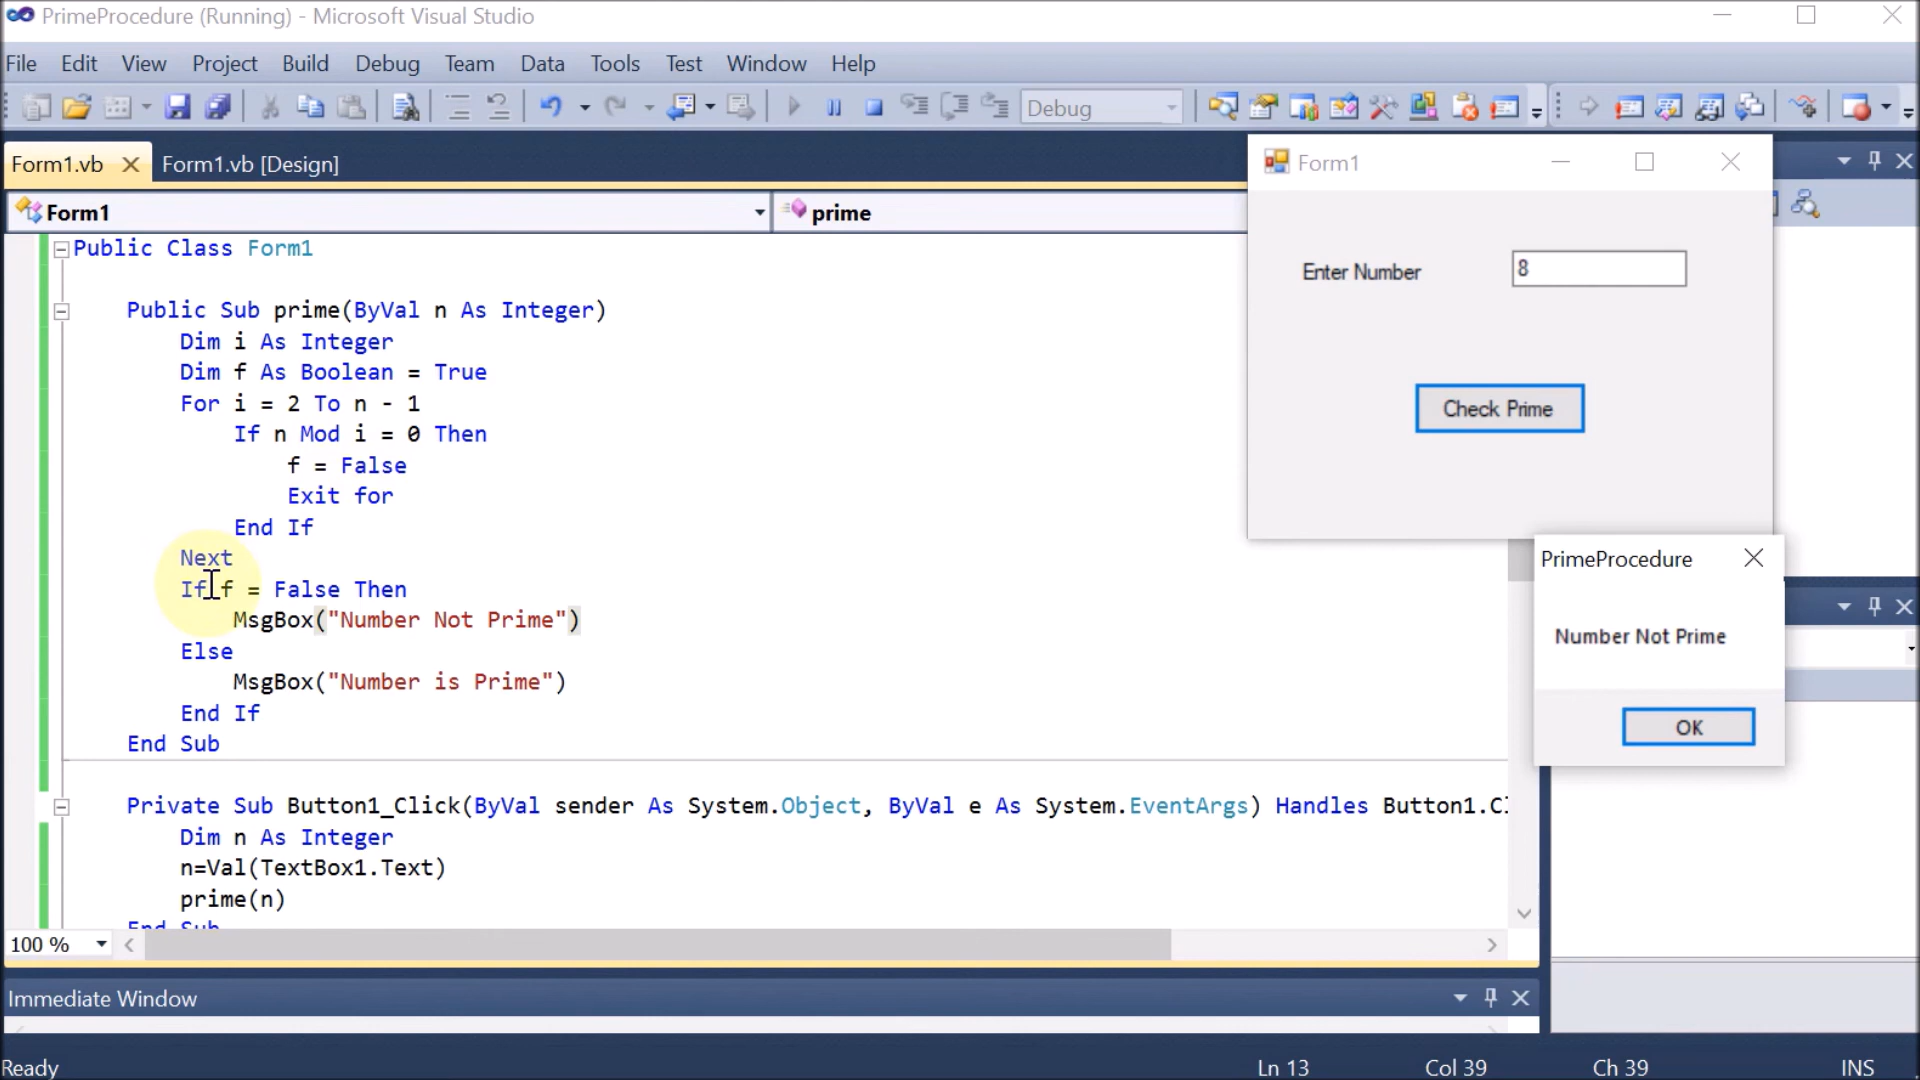 PrimeProcedure (Running) - Microsoft Visual Studio
File Edit View Project Build Debug Team Data Tools Test Window Help
Debug
Form1.vb Form1.vb [Design]
Form1 prime
Public Class Form1
Public Sub prime(ByVal n As Integer)
Dim i As Integer
Dim f As Boolean = True
For i = 2 To n - 1
If n Mod i = 0 Then
f = False
Exit for
End If
Next
If f = False Then
MsgBox("Number Not Prime")
Else
MsgBox("Number is Prime")
End If
End Sub
Private Sub Button1_Click(ByVal sender As System.Object, ByVal e As System.EventArgs) Handles Button1.Cl
Dim n As Integer
n=Val(TextBox1.Text)
prime(n)
End Sub
100 %
Immediate Window
Ready Ln 13 Col 39 Ch 39 INS
Form1
Enter Number 8
Check Prime
PrimeProcedure
Number Not Prime
OK